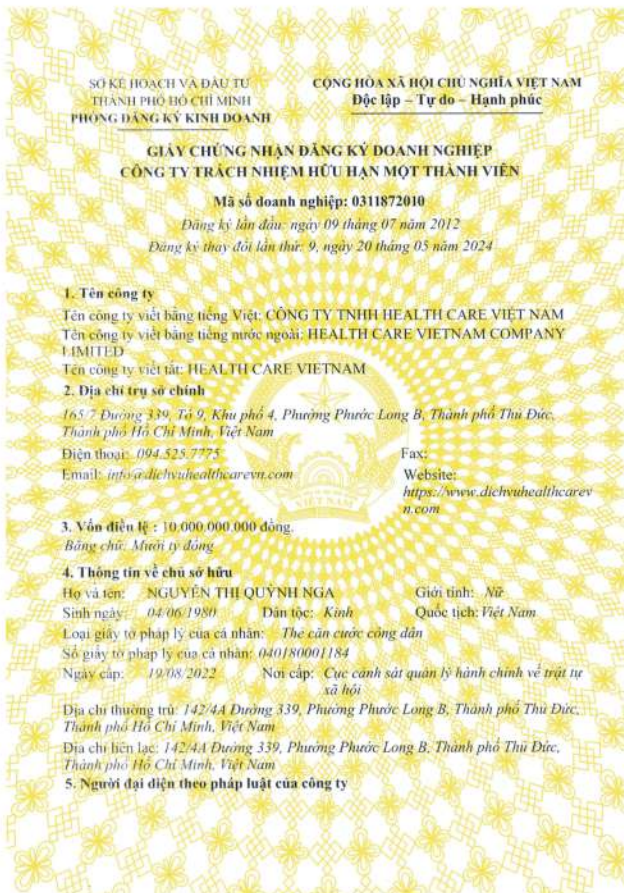 SỞ KẾ HOẠCH VÀ ĐẦU TƯ
THÀNH PHỐ HỒ CHÍ MINH
PHÒNG ĐĂNG KÝ KINH DOANH
CỘNG HÒA XÃ HỘI CHỦ NGHĨA VIỆT NAM
Độc lập – Tự do – Hạnh phúc
GIẤY CHỨNG NHẬN ĐĂNG KÝ DOANH NGHIỆP
CÔNG TY TRÁCH NHIỆM HỮU HẠN MỘT THÀNH VIÊN
Mã số doanh nghiệp: 0311872010
Đăng ký lần đầu: ngày 09 tháng 07 năm 2012
Đăng ký thay đổi lần thứ: 9, ngày 20 tháng 05 năm 2024
1. Tên công ty
Tên công ty viết bằng tiếng Việt: CÔNG TY TNHH HEALTH CARE VIỆT NAM
Tên công ty viết bằng tiếng nước ngoài: HEALTH CARE VIETNAM COMPANY
LIMITED
Tên công ty viết tắt: HEALTH CARE VIETNAM
2. Địa chỉ trụ sở chính
165/7 Đường 339, Tổ 9, Khu phố 4, Phường Phước Long B, Thành phố Thủ Đức,
Thành phố Hồ Chí Minh, Việt Nam
Điện thoại: 094.525.7775 Fax:
Email: info@dichvuhealthcarevn.com Website:
https://www.dichvuhealthcarev
n.com
3. Vốn điều lệ : 10.000.000.000 đồng.
Bằng chữ: Mười tỷ đồng
4. Thông tin về chủ sở hữu
Họ và tên: NGUYỄN THỊ QUỲNH NGA Giới tính: Nữ
Sinh ngày: 04/06/1980 Dân tộc: Kinh Quốc tịch: Việt Nam
Loại giấy tờ pháp lý của cá nhân: Thẻ căn cước công dân
Số giấy tờ pháp lý của cá nhân: 040180001184
Ngày cấp: 19/08/2022 Nơi cấp: Cục cảnh sát quản lý hành chính về trật tự
xã hội
Địa chỉ thường trú: 142/4A Đường 339, Phường Phước Long B, Thành phố Thủ Đức,
Thành phố Hồ Chí Minh, Việt Nam
Địa chỉ liên lạc: 142/4A Đường 339, Phường Phước Long B, Thành phố Thủ Đức,
Thành phố Hồ Chí Minh, Việt Nam
5. Người đại diện theo pháp luật của công ty